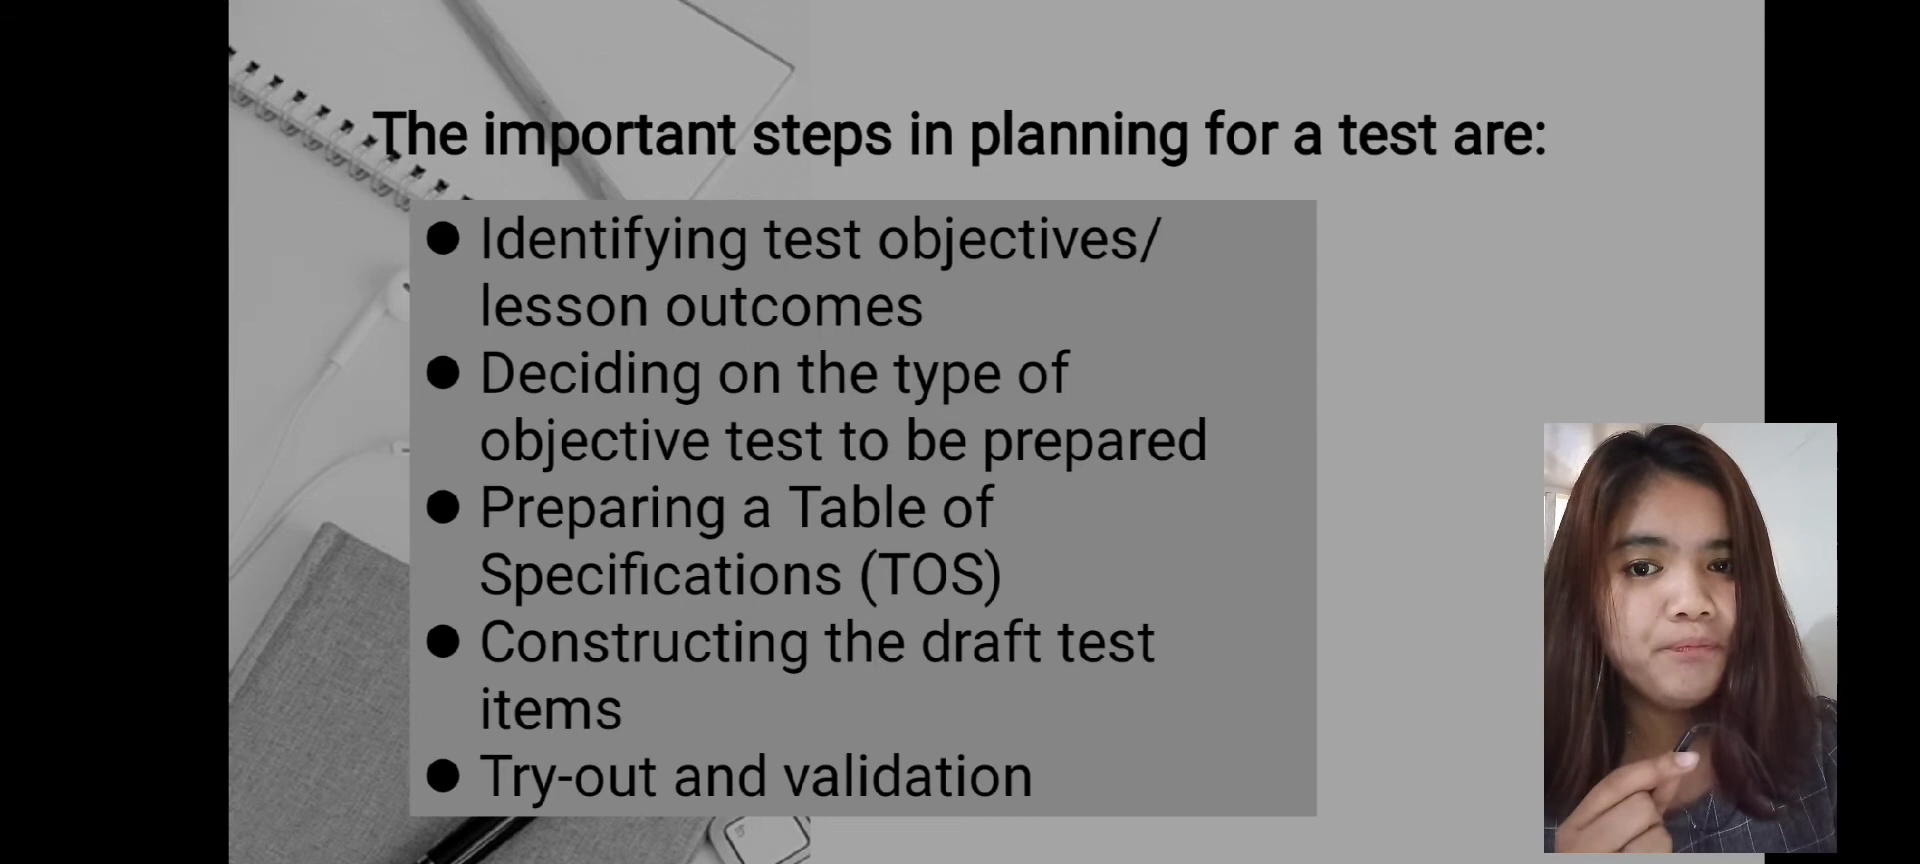 The important steps in planning for a test are:
● Identifying test objectives/
lesson outcomes
● Deciding on the type of
objective test to be prepared
● Preparing a Table of
Specifications (TOS)
● Constructing the draft test
items
● Try-out and validation